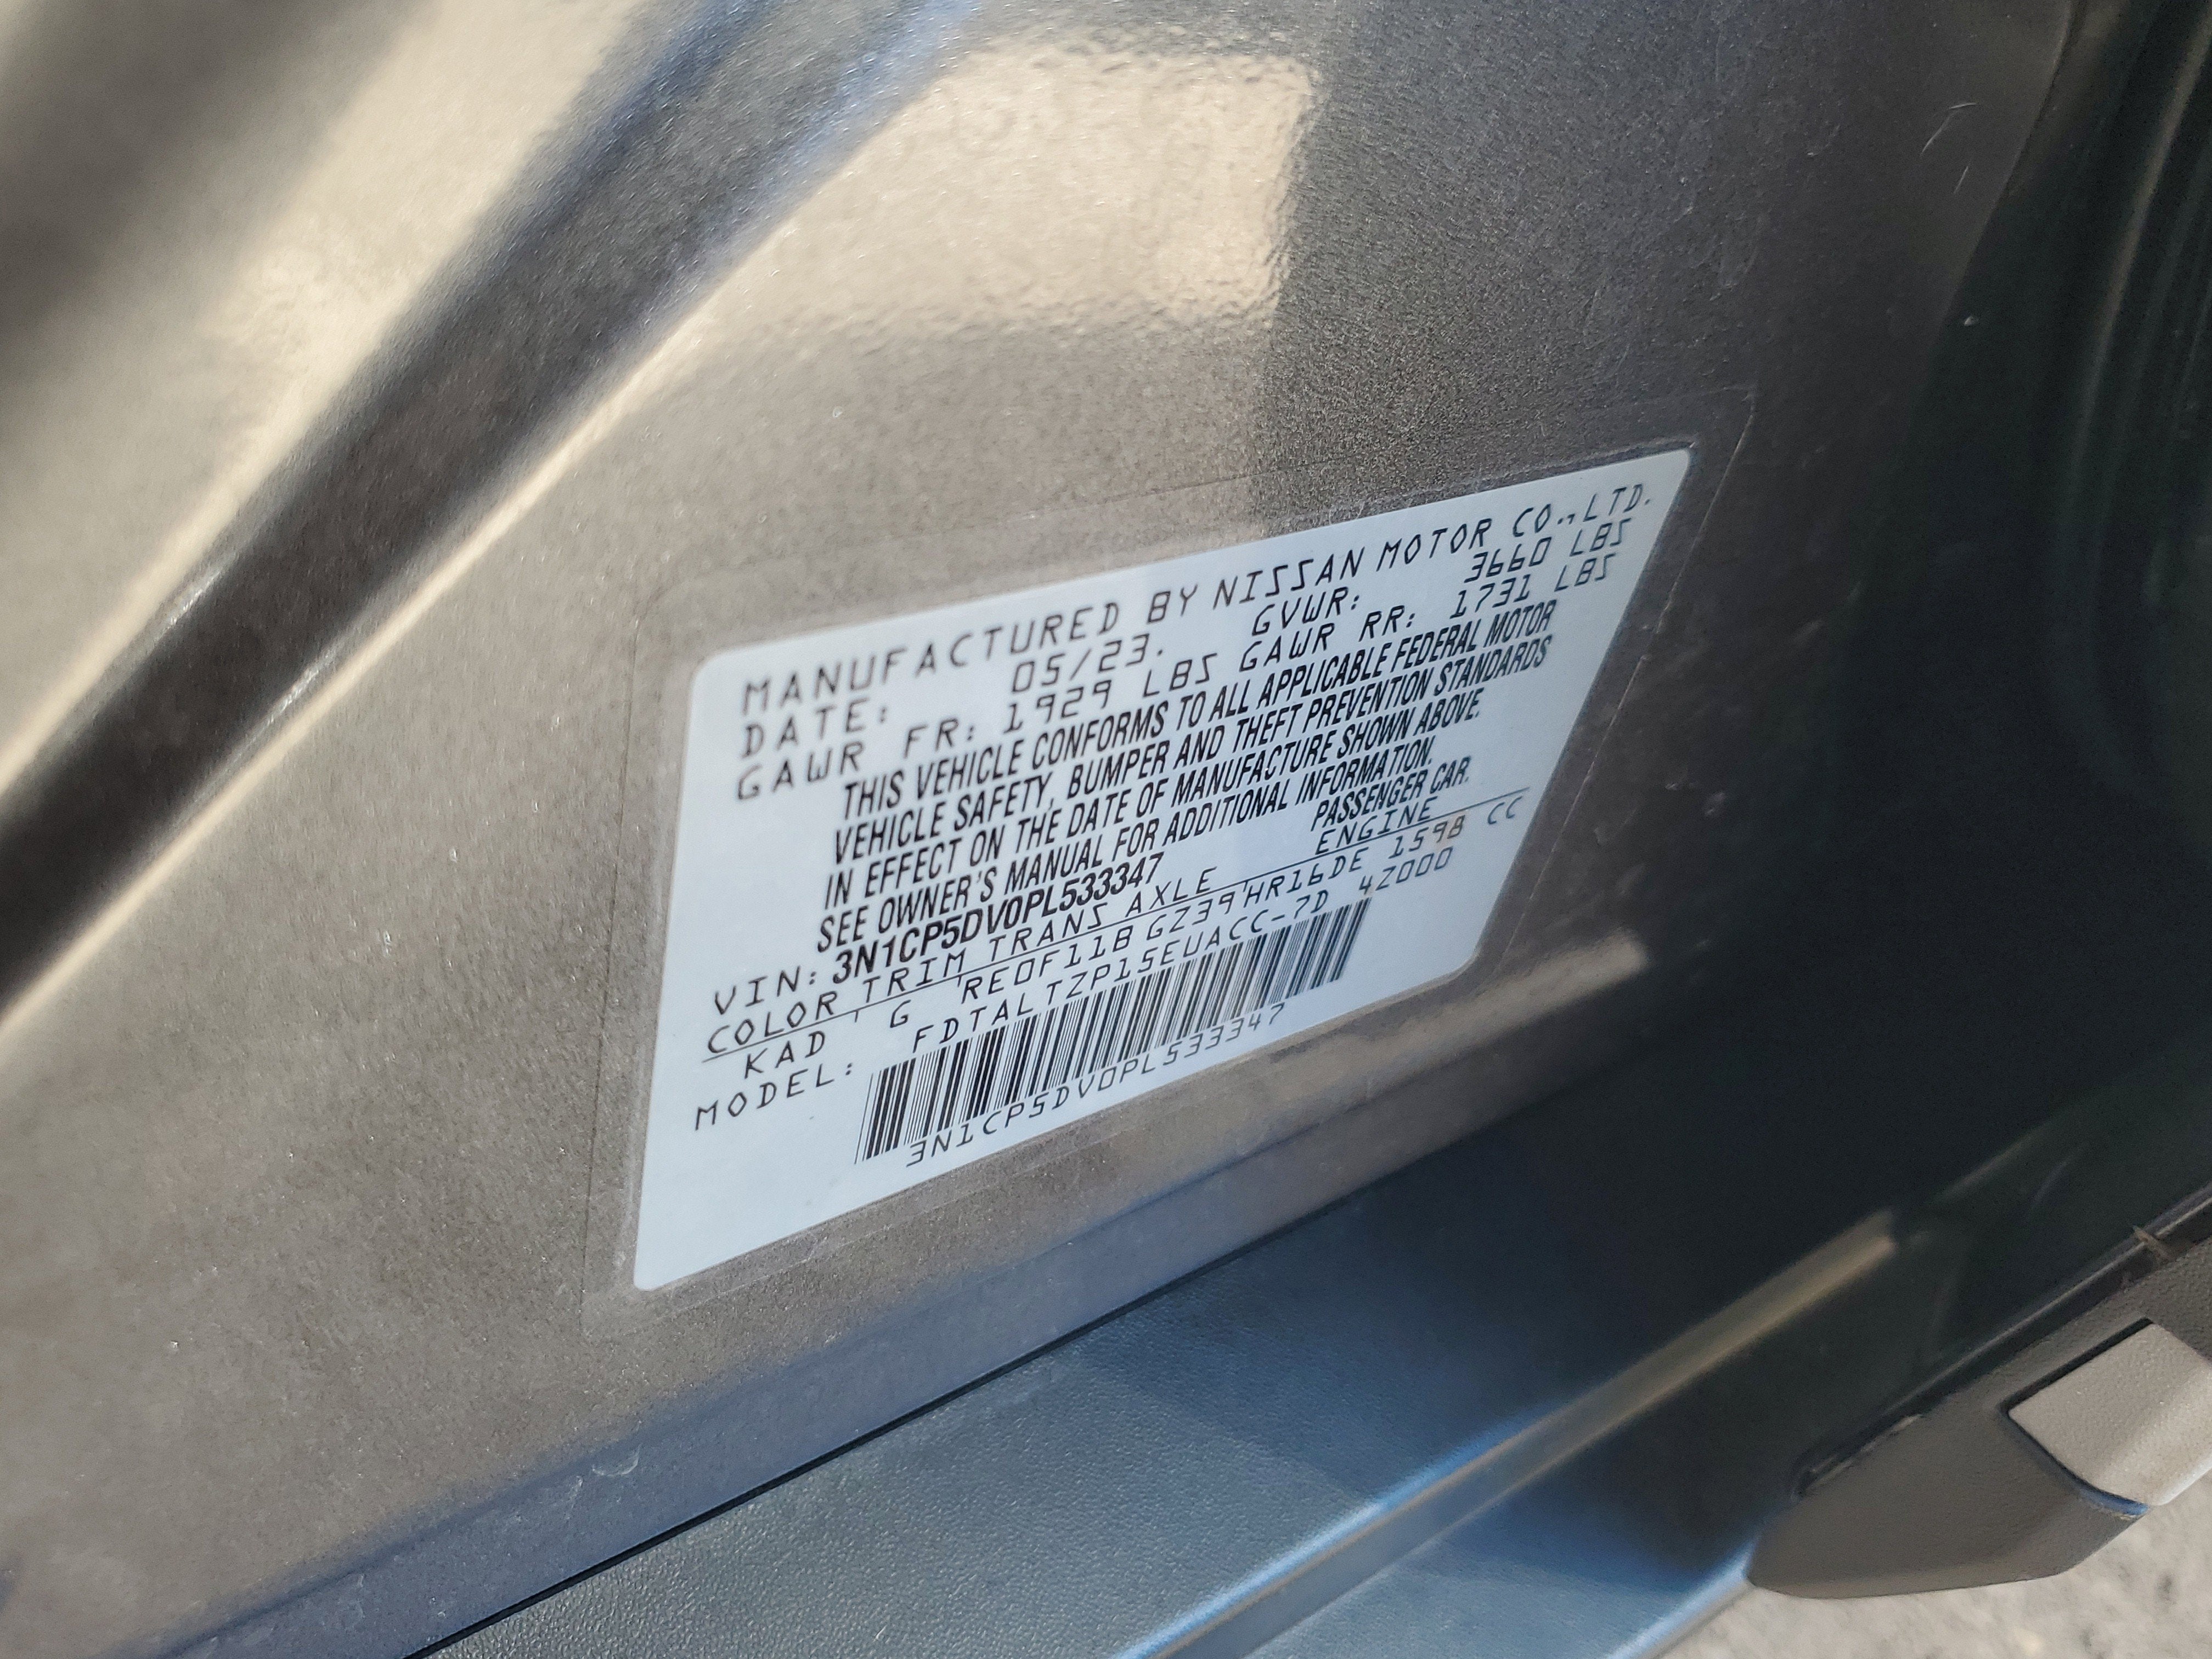 MANUFACTURED BY NISSAN MOTOR CO.,LTD.
DATE: 05/23. GVWR: 3660 LBS
GAWR FR: 1929 LBS GAWR RR: 1731 LBS
THIS VEHICLE CONFORMS TO ALL APPLICABLE FEDERAL MOTOR
VEHICLE SAFETY, BUMPER AND THEFT PREVENTION STANDARDS
IN EFFECT ON THE DATE OF MANUFACTURE SHOWN ABOVE.
SEE OWNER'S MANUAL FOR ADDITIONAL INFORMATION.
VIN: 3N1CP5DV0PL533347 PASSENGER CAR.
COLOR TRIM TRANS AXLE ENGINE
KAD G RE0F11B GZ39 HR16DE 1598 CC
MODEL: FDTALTZP15EUACC-7D 4Z000
3N1CP5DV0PL533347